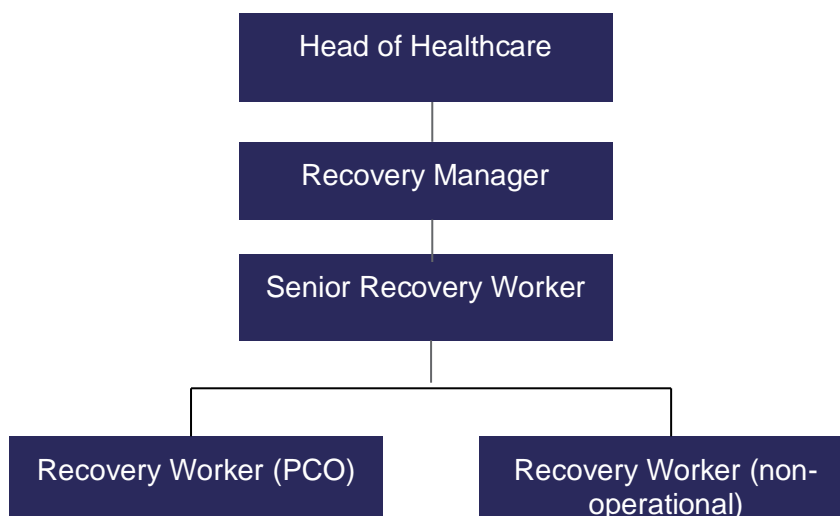 Head of Healthcare
Recovery Manager
Senior Recovery Worker
Recovery Worker (PCO)
Recovery Worker (non-
operational)